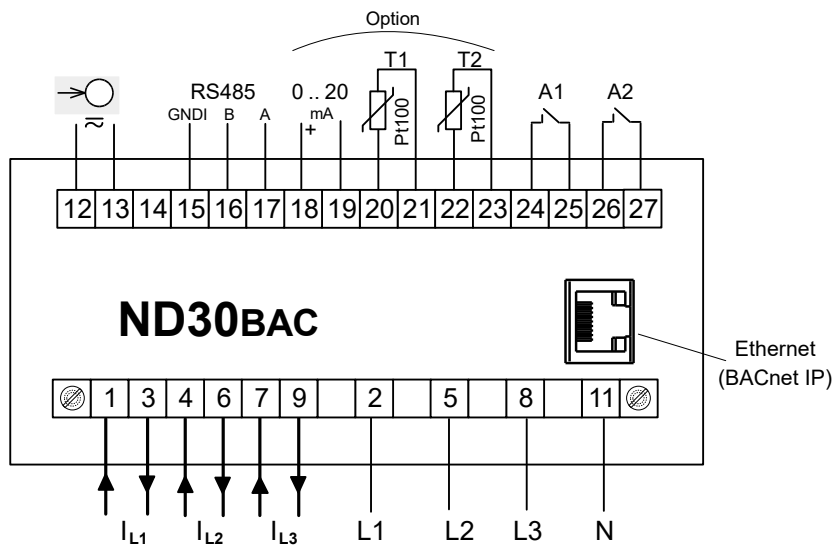 Option
T1 T2
RS485 0 .. 20 A1 A2
GNDI B A mA
+
Pt100 Pt100
12 13 14 15 16 17 18 19 20 21 22 23 24 25 26 27
ND30BAC
Ethernet
(BACnet IP)
1 3 4 6 7 9 2 5 8 11
IL1 IL2 IL3 L1 L2 L3 N